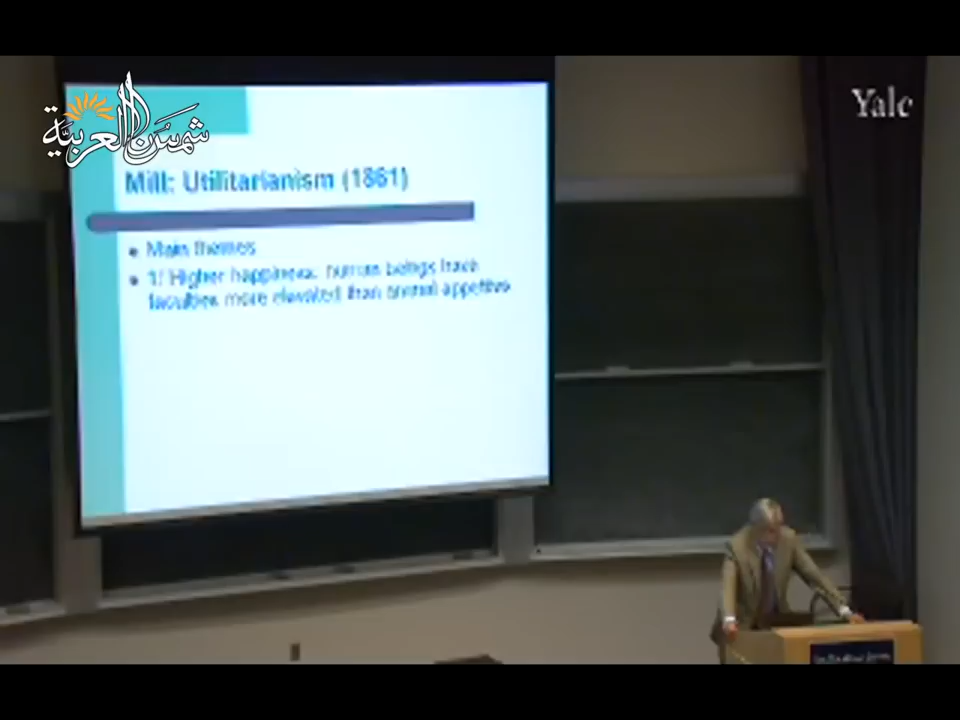 شمس العربية
Yale
Mill: Utilitarianism (1861)
Main themes
1/ Higher happiness: human beings have
faculties more elevated than animal appetites